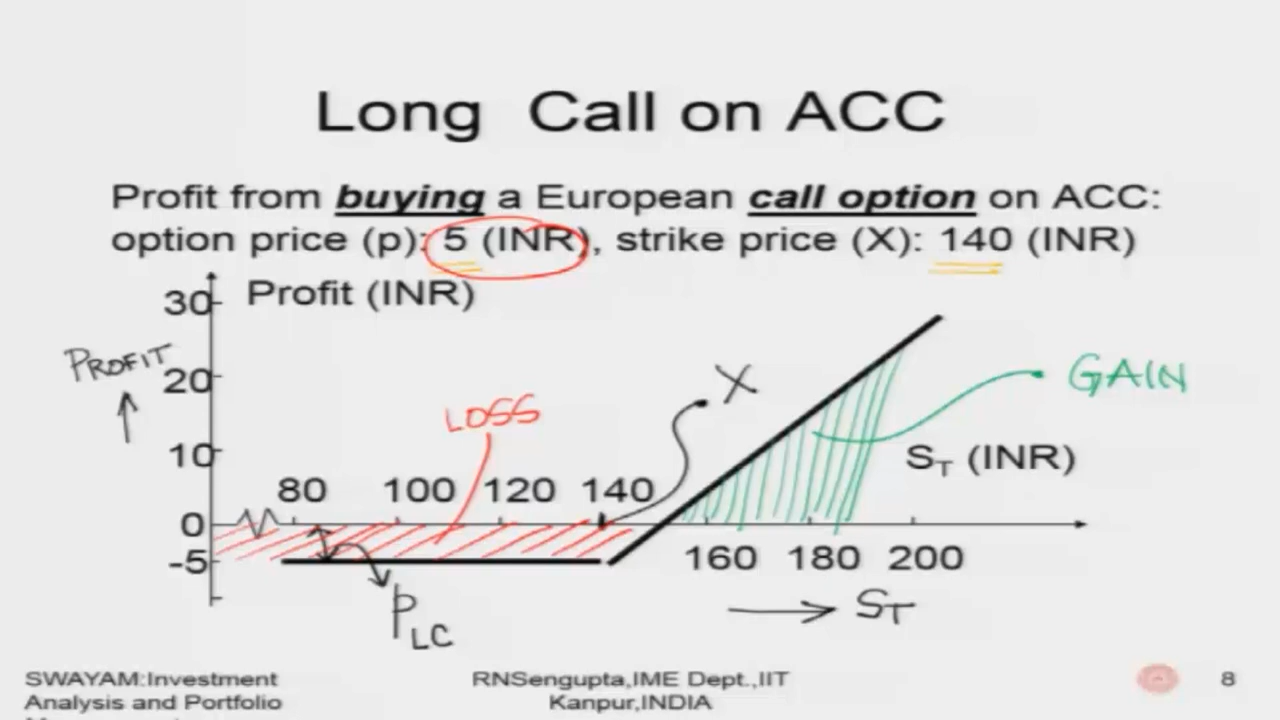 Long Call on ACC
Profit from buying a European call option on ACC:
option price (p): 5 (INR), strike price (X): 140 (INR)
30 Profit (INR)
PROFIT
20
X
GAIN
LOSS
10
S_T (INR)
80 100 120 140
0
-5
160 180 200
P_LC
S_T
SWAYAM:Investment
Analysis and Portfolio
RNSengupta,IME Dept.,IIT
Kanpur,INDIA
8